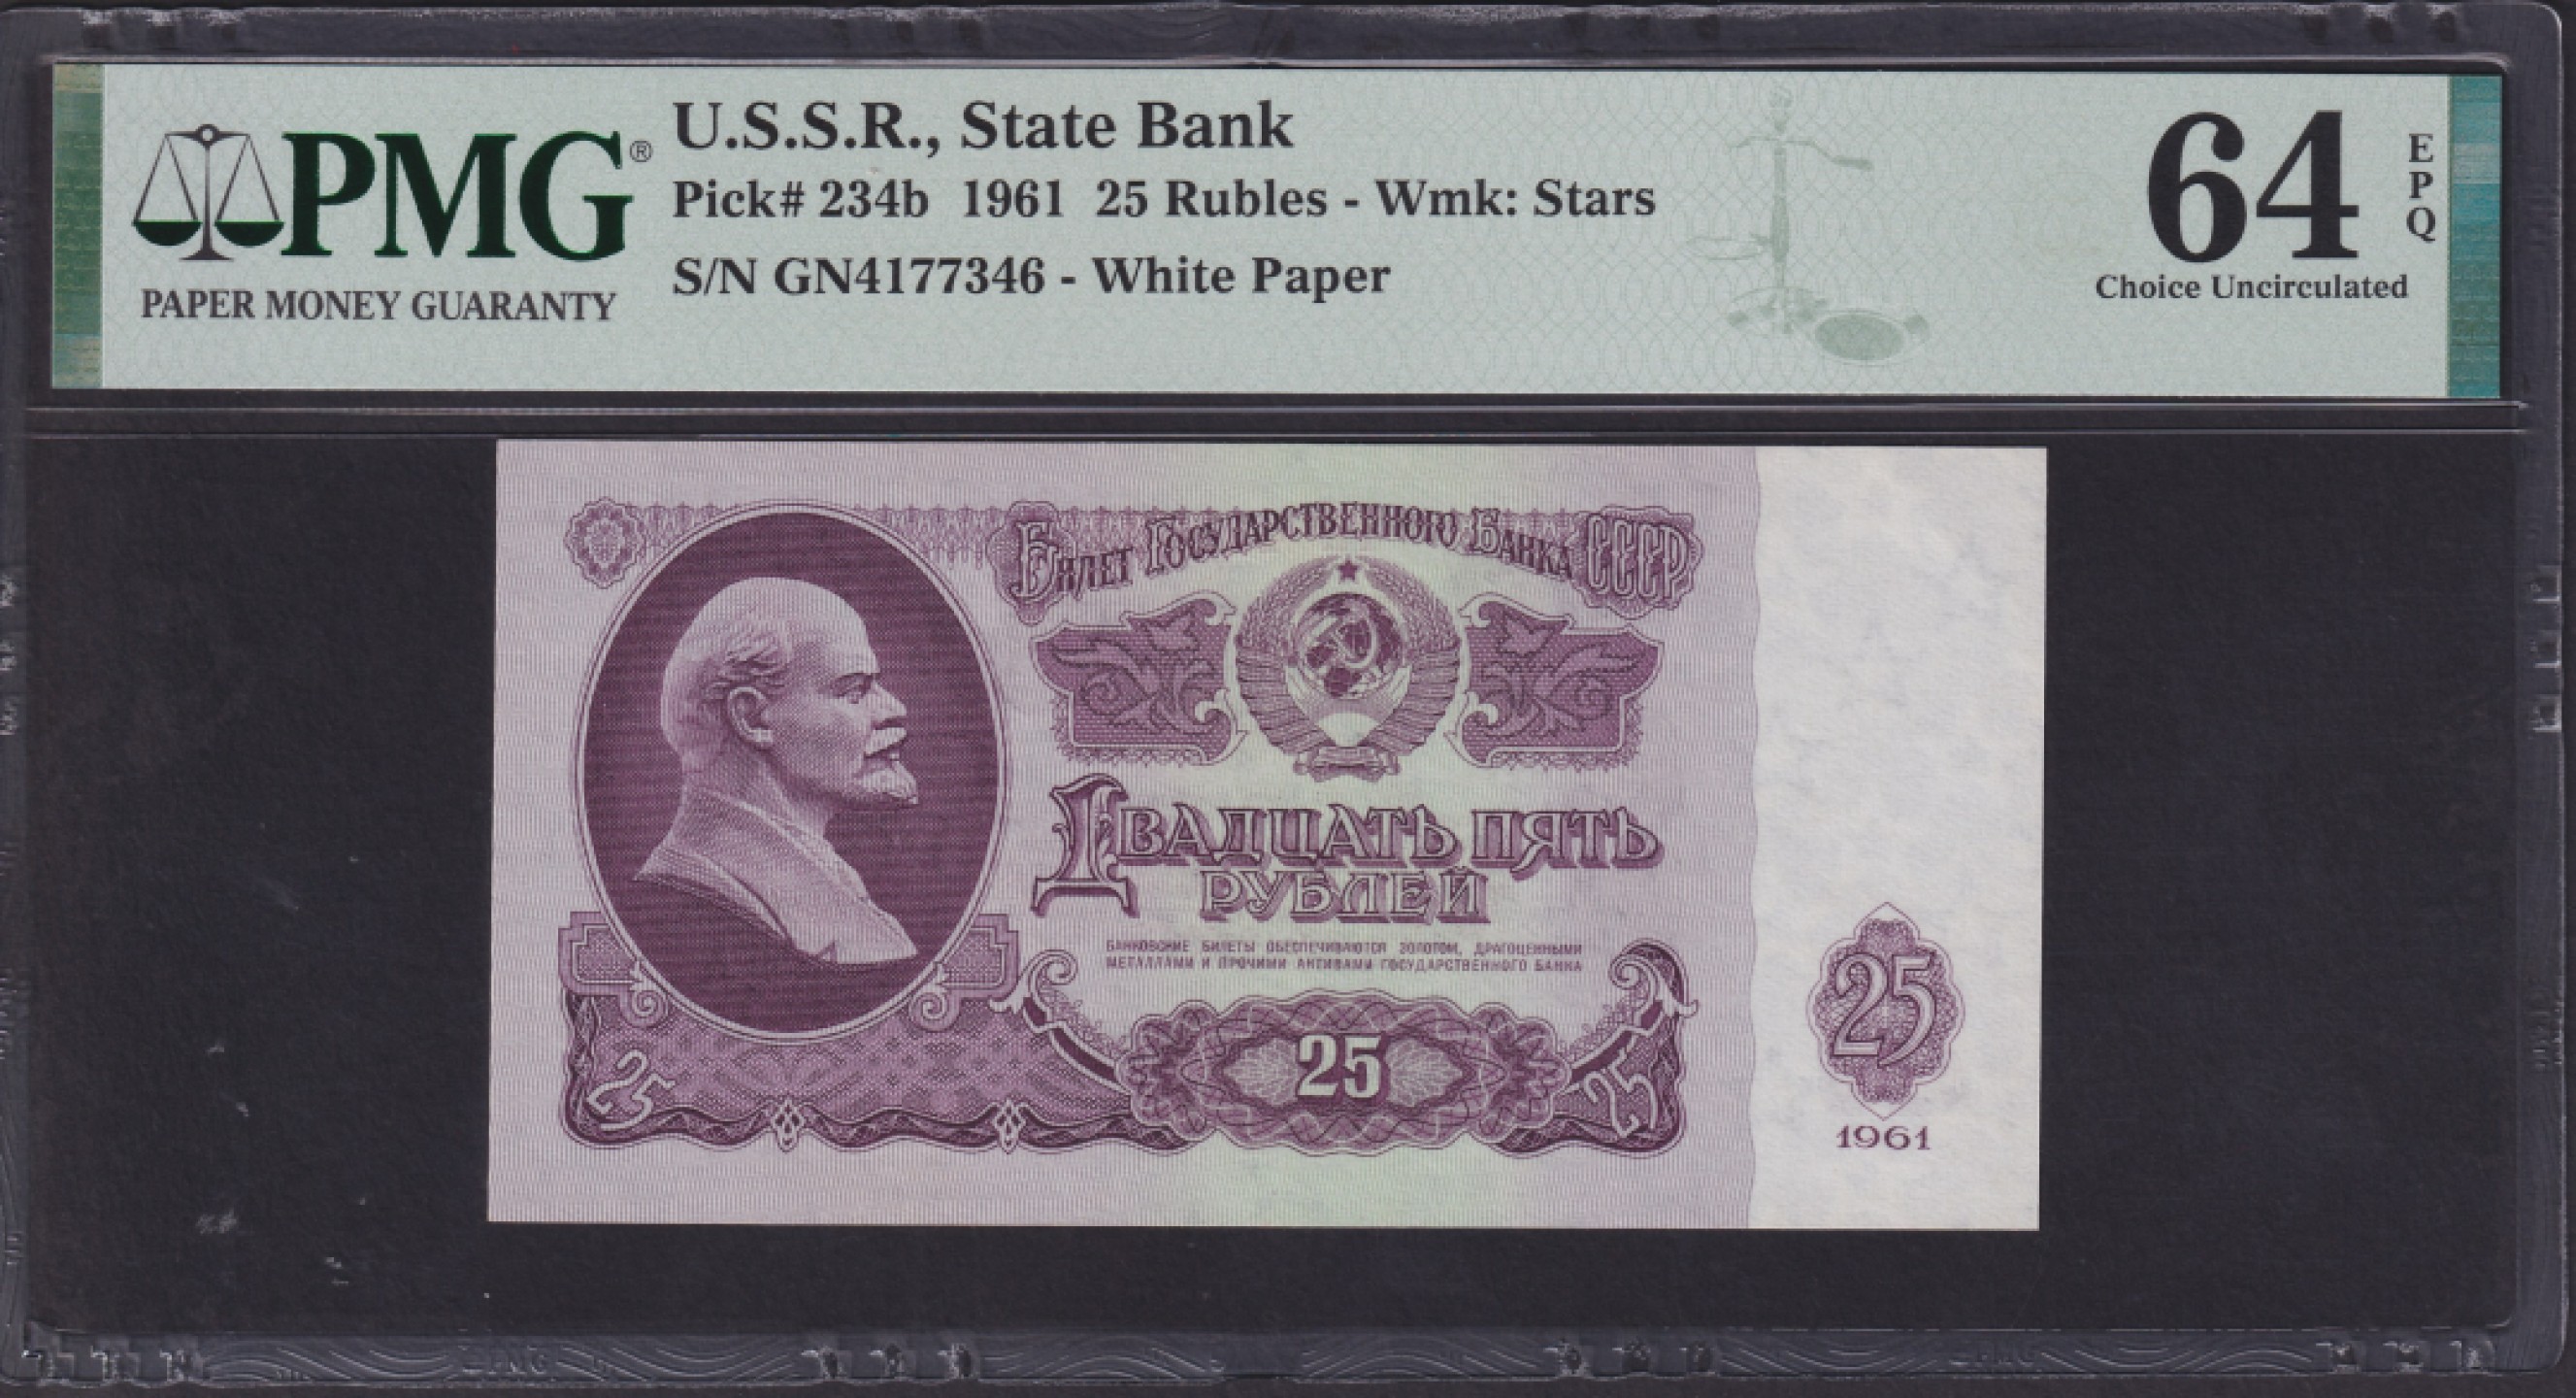 PMG®
PAPER MONEY GUARANTY
U.S.S.R., State Bank
Pick# 234b 1961 25 Rubles - Wmk: Stars
S/N GN4177346 - White Paper
64
EPQ
Choice Uncirculated
Билет Государственного Банка СССР
Двадцать пять
рублей
БАНКОВСКИЕ БИЛЕТЫ ОБЕСПЕЧИВАЮТСЯ ЗОЛОТОМ, ДРАГОЦЕННЫМИ
МЕТАЛЛАМИ И ПРОЧИМИ АКТИВАМИ ГОСУДАРСТВЕННОГО БАНКА
25
25
25
25
1961